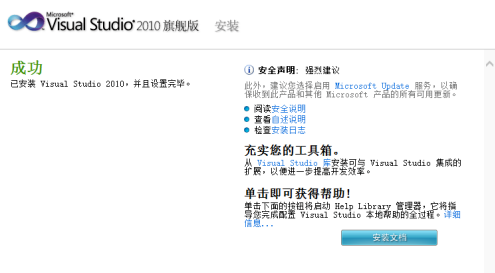 Microsoft®
Visual Studio® 2010 旗舰版 安装
成功
已安装 Visual Studio 2010，并且设置完毕。
安全声明： 强烈建议
此外，建议您选择启用 Microsoft Update 服务，以确
保收到此产品和其他 Microsoft 产品的所有可用更新。
阅读安全说明
查看自述说明
检查安装日志
充实您的工具箱。
从 Visual Studio 库安装可与 Visual Studio 集成的
扩展，以便进一步提高开发效率。
单击即可获得帮助！
单击下面的按钮将启动 Help Library 管理器，它将指
导您完成配置 Visual Studio 本地帮助的全过程。详细
信息...
安装文档